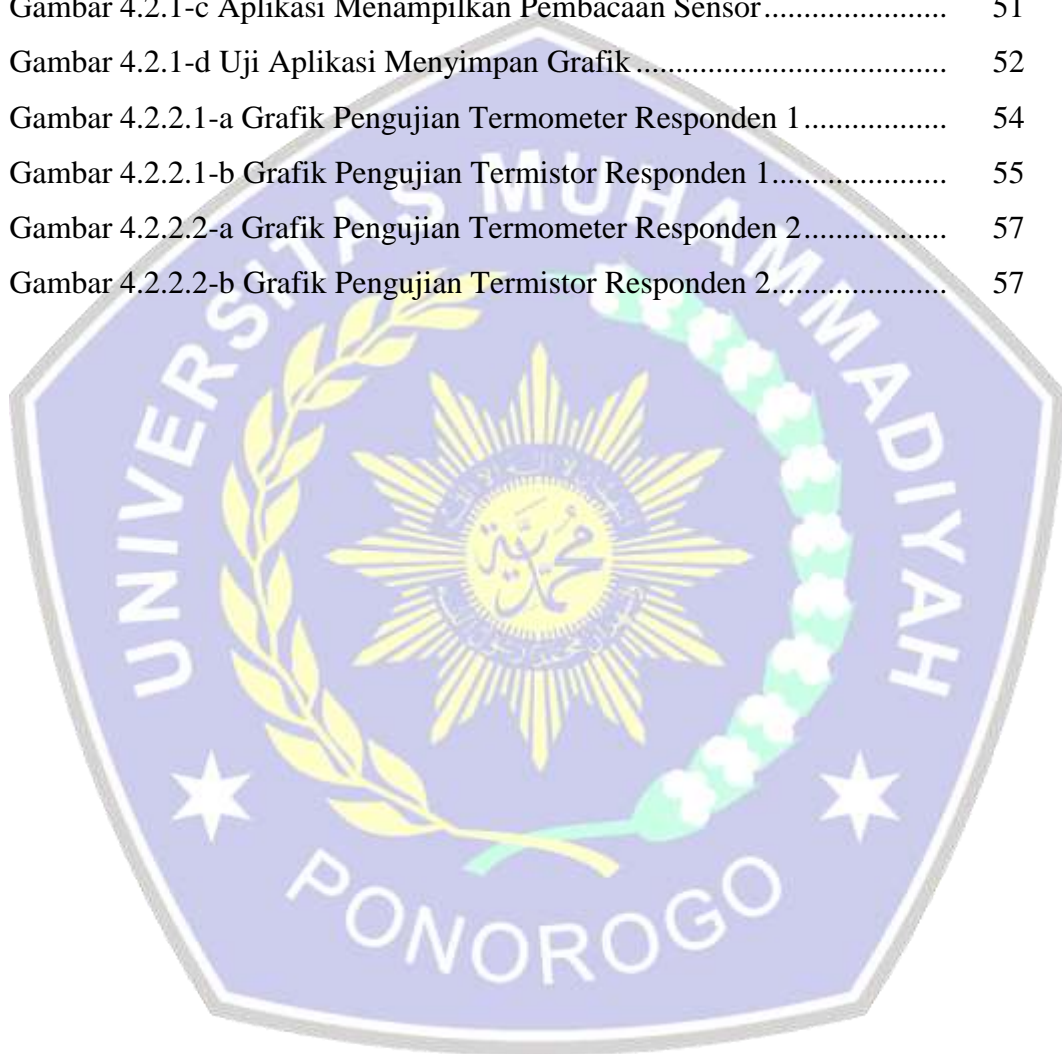 Gambar 4.2.1-c Aplikasi Menampilkan Pembacaan Sensor..................... 51
Gambar 4.2.1-d Uji Aplikasi Menyimpan Grafik.................................. 52
Gambar 4.2.2.1-a Grafik Pengujian Termometer Responden 1.................. 54
Gambar 4.2.2.1-b Grafik Pengujian Termistor Responden 1..................... 55
Gambar 4.2.2.2-a Grafik Pengujian Termometer Responden 2.................. 57
Gambar 4.2.2.2-b Grafik Pengujian Termistor Responden 2..................... 57
UNIVERSITAS MUHAMMADIYAH
PONOROGO
محمدية